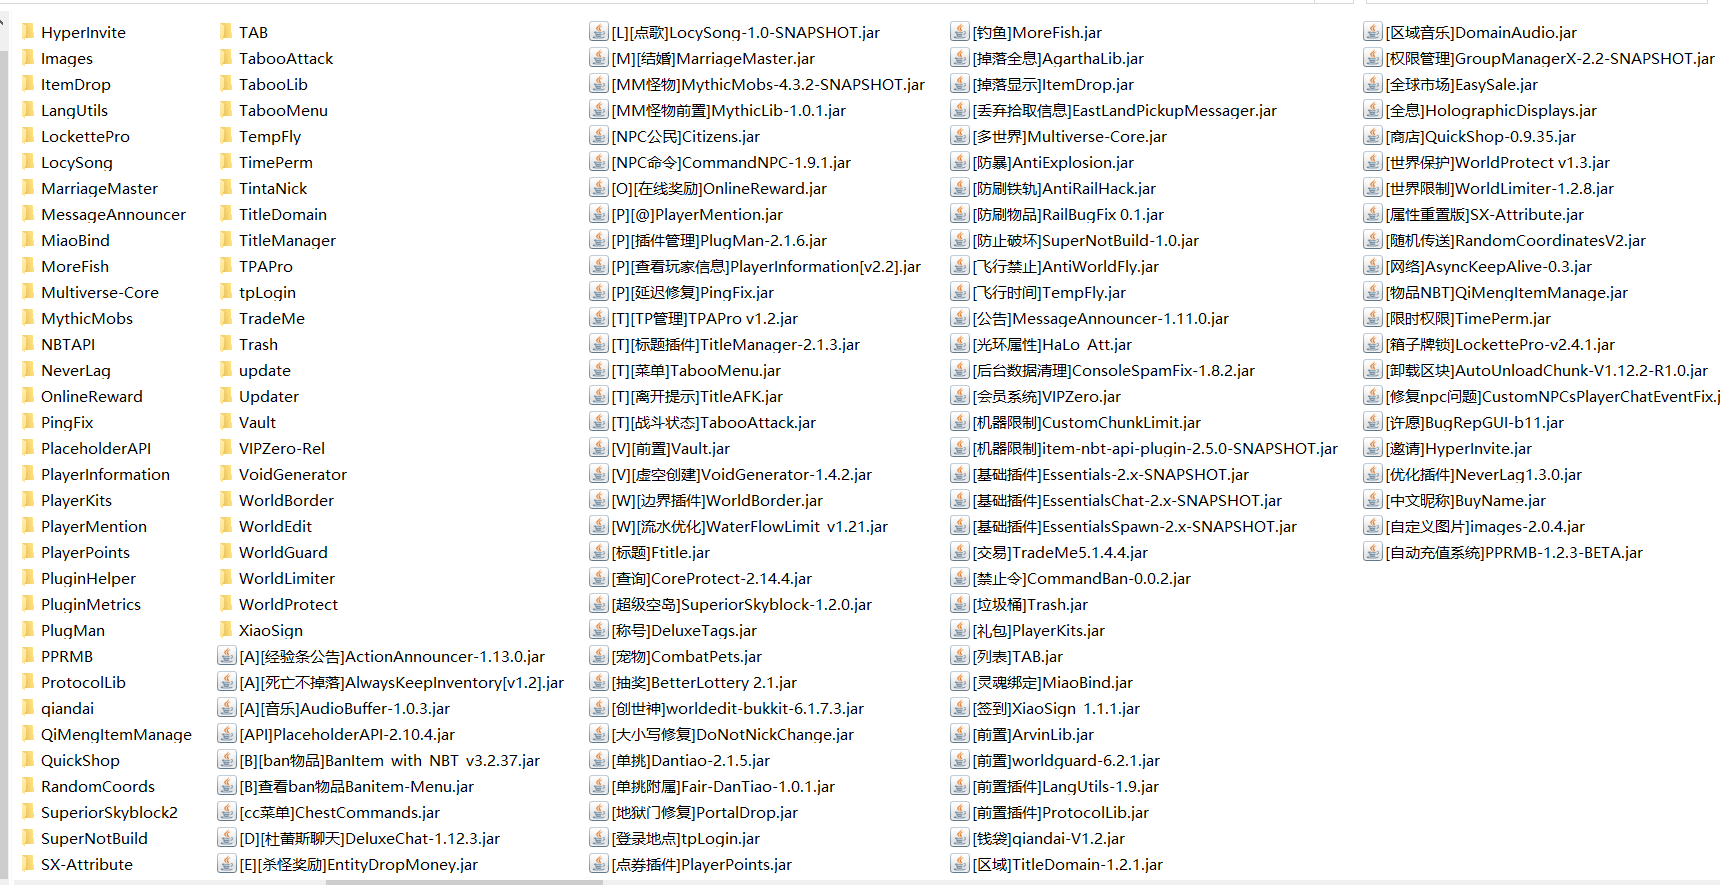 HyperInvite
Images
ItemDrop
LangUtils
LockettePro
LocySong
MarriageMaster
MessageAnnouncer
MiaoBind
MoreFish
Multiverse-Core
MythicMobs
NBTAPI
NeverLag
OnlineReward
PingFix
PlaceholderAPI
PlayerInformation
PlayerKits
PlayerMention
PlayerPoints
PluginHelper
PluginMetrics
PlugMan
PPRMB
ProtocolLib
qiandai
QiMengItemManage
QuickShop
RandomCoords
SuperiorSkyblock2
SuperNotBuild
SX-Attribute
TAB
TabooAttack
TabooLib
TabooMenu
TempFly
TimePerm
TintaNick
TitleDomain
TitleManager
TPAPro
tpLogin
TradeMe
Trash
update
Updater
Vault
VIPZero-Rel
VoidGenerator
WorldBorder
WorldEdit
WorldGuard
WorldLimiter
WorldProtect
XiaoSign
[A][经验条公告]ActionAnnouncer-1.13.0.jar
[A][死亡不掉落]AlwaysKeepInventory[v1.2].jar
[A][音乐]AudioBuffer-1.0.3.jar
[API]PlaceholderAPI-2.10.4.jar
[B][ban物品]BanItem_with_NBT_v3.2.37.jar
[B]查看ban物品Banitem-Menu.jar
[cc菜单]ChestCommands.jar
[D][杜蕾斯聊天]DeluxeChat-1.12.3.jar
[E][杀怪奖励]EntityDropMoney.jar
[L][点歌]LocySong-1.0-SNAPSHOT.jar
[M][结婚]MarriageMaster.jar
[MM怪物]MythicMobs-4.3.2-SNAPSHOT.jar
[MM怪物前置]MythicLib-1.0.1.jar
[NPC公民]Citizens.jar
[NPC命令]CommandNPC-1.9.1.jar
[O][在线奖励]OnlineReward.jar
[P][@]PlayerMention.jar
[P][插件管理]PlugMan-2.1.6.jar
[P][查看玩家信息]PlayerInformation[v2.2].jar
[P][延迟修复]PingFix.jar
[T][TP管理]TPAPro v1.2.jar
[T][标题插件]TitleManager-2.1.3.jar
[T][菜单]TabooMenu.jar
[T][离开提示]TitleAFK.jar
[T][战斗状态]TabooAttack.jar
[V][前置]Vault.jar
[V][虚空创建]VoidGenerator-1.4.2.jar
[W][边界插件]WorldBorder.jar
[W][流水优化]WaterFlowLimit_v1.21.jar
[标题]Ftitle.jar
[查询]CoreProtect-2.14.4.jar
[超级空岛]SuperiorSkyblock-1.2.0.jar
[称号]DeluxeTags.jar
[宠物]CombatPets.jar
[抽奖]BetterLottery 2.1.jar
[创世神]worldedit-bukkit-6.1.7.3.jar
[大小写修复]DoNotNickChange.jar
[单挑]Dantiao-2.1.5.jar
[单挑附属]Fair-DanTiao-1.0.1.jar
[地狱门修复]PortalDrop.jar
[登录地点]tpLogin.jar
[点券插件]PlayerPoints.jar
[钓鱼]MoreFish.jar
[掉落全息]AgarthaLib.jar
[掉落显示]ItemDrop.jar
[丢弃拾取信息]EastLandPickupMessager.jar
[多世界]Multiverse-Core.jar
[防暴]AntiExplosion.jar
[防刷铁轨]AntiRailHack.jar
[防刷物品]RailBugFix 0.1.jar
[防止破坏]SuperNotBuild-1.0.jar
[飞行禁止]AntiWorldFly.jar
[飞行时间]TempFly.jar
[公告]MessageAnnouncer-1.11.0.jar
[光环属性]HaLo_Att.jar
[后台数据清理]ConsoleSpamFix-1.8.2.jar
[会员系统]VIPZero.jar
[机器限制]CustomChunkLimit.jar
[机器限制]item-nbt-api-plugin-2.5.0-SNAPSHOT.jar
[基础插件]Essentials-2.x-SNAPSHOT.jar
[基础插件]EssentialsChat-2.x-SNAPSHOT.jar
[基础插件]EssentialsSpawn-2.x-SNAPSHOT.jar
[交易]TradeMe5.1.4.4.jar
[禁止令]CommandBan-0.0.2.jar
[垃圾桶]Trash.jar
[礼包]PlayerKits.jar
[列表]TAB.jar
[灵魂绑定]MiaoBind.jar
[签到]XiaoSign_1.1.1.jar
[前置]ArvinLib.jar
[前置]worldguard-6.2.1.jar
[前置插件]LangUtils-1.9.jar
[前置插件]ProtocolLib.jar
[钱袋]qiandai-V1.2.jar
[区域]TitleDomain-1.2.1.jar
[区域音乐]DomainAudio.jar
[权限管理]GroupManagerX-2.2-SNAPSHOT.jar
[全球市场]EasySale.jar
[全息]HolographicDisplays.jar
[商店]QuickShop-0.9.35.jar
[世界保护]WorldProtect v1.3.jar
[世界限制]WorldLimiter-1.2.8.jar
[属性重置版]SX-Attribute.jar
[随机传送]RandomCoordinatesV2.jar
[网络]AsyncKeepAlive-0.3.jar
[物品NBT]QiMengItemManage.jar
[限时权限]TimePerm.jar
[箱子牌锁]LockettePro-v2.4.1.jar
[卸载区块]AutoUnloadChunk-V1.12.2-R1.0.jar
[修复npc问题]CustomNPCsPlayerChatEventFix.j
[许愿]BugRepGUI-b11.jar
[邀请]HyperInvite.jar
[优化插件]NeverLag1.3.0.jar
[中文昵称]BuyName.jar
[自定义图片]images-2.0.4.jar
[自动充值系统]PPRMB-1.2.3-BETA.jar